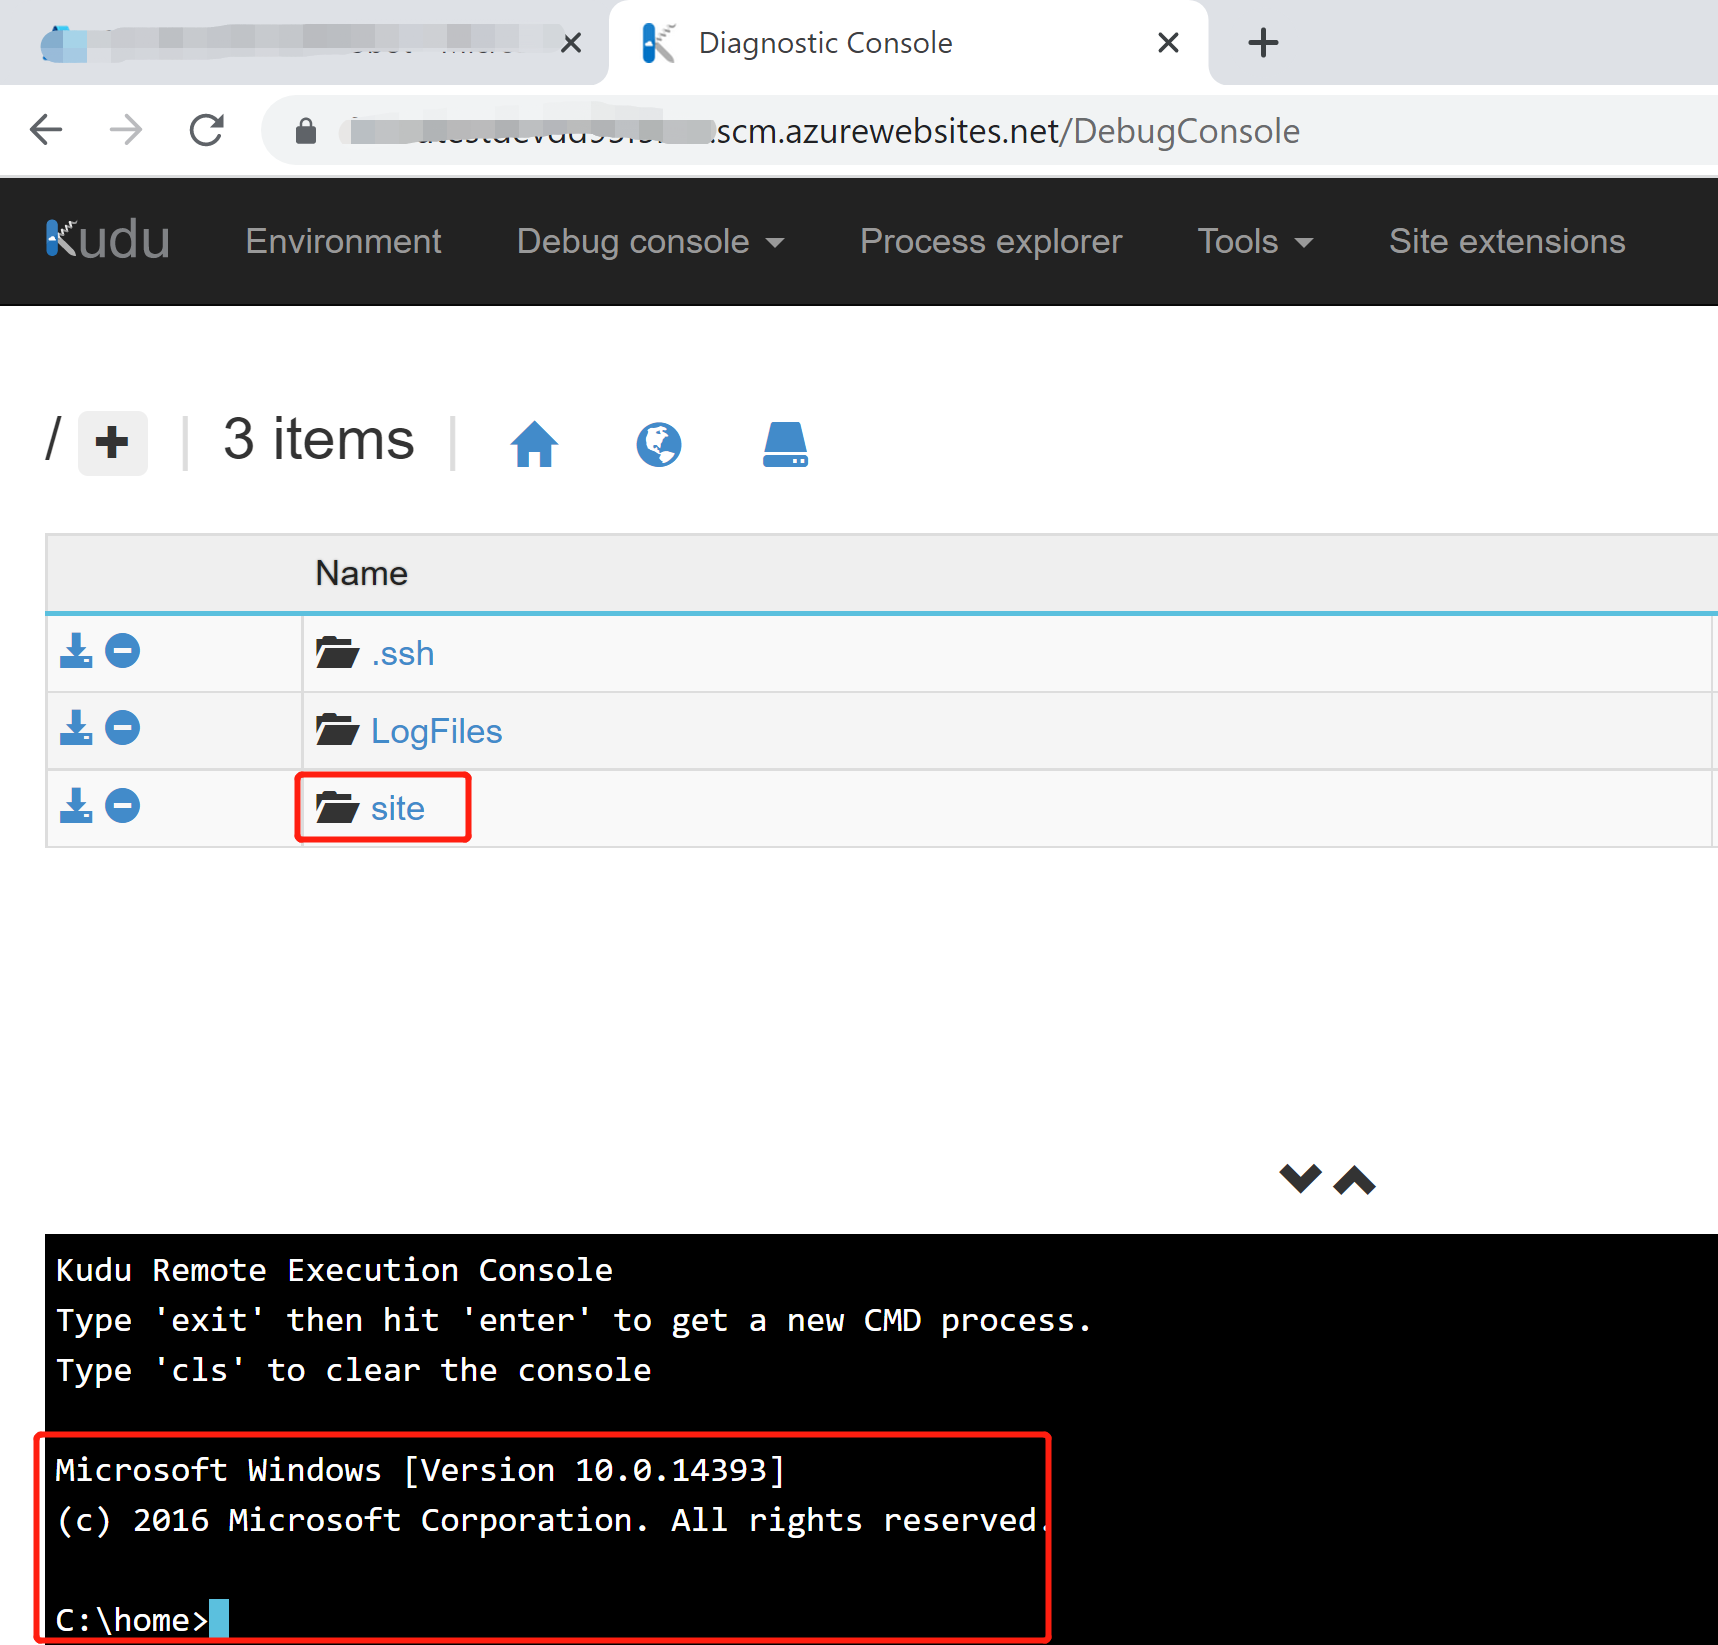 Diagnostic Console
.scm.azurewebsites.net/DebugConsole
Kudu Environment Debug console Process explorer Tools Site extensions
/ 3 items
Name
.ssh
LogFiles
site
Kudu Remote Execution Console
Type 'exit' then hit 'enter' to get a new CMD process.
Type 'cls' to clear the console
Microsoft Windows [Version 10.0.14393]
(c) 2016 Microsoft Corporation. All rights reserved.
C:\home>